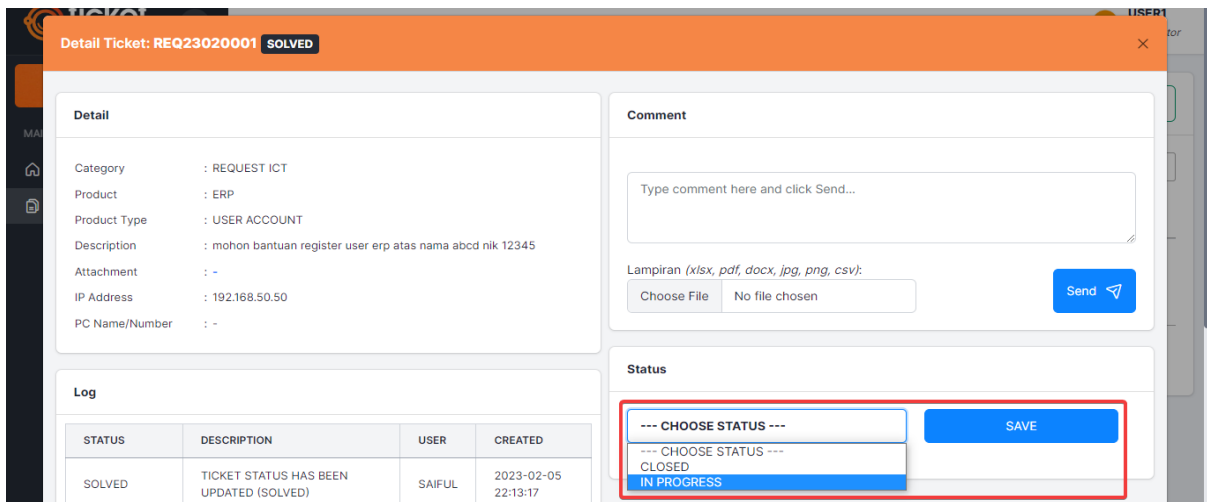 ticket
USER1
tor
Detail Ticket: REQ23020001 SOLVED
MAI
Detail
Category : REQUEST ICT
Product : ERP
Product Type : USER ACCOUNT
Description : mohon bantuan register user erp atas nama abcd nik 12345
Attachment : -
IP Address : 192.168.50.50
PC Name/Number : -
Log
STATUS DESCRIPTION USER CREATED
SOLVED TICKET STATUS HAS BEEN UPDATED (SOLVED) SAIFUL 2023-02-05 22:13:17
Comment
Type comment here and click Send...
Lampiran (xlsx, pdf, docx, jpg, png, csv):
Choose File No file chosen
Send
Status
--- CHOOSE STATUS ---
SAVE
--- CHOOSE STATUS ---
CLOSED
IN PROGRESS